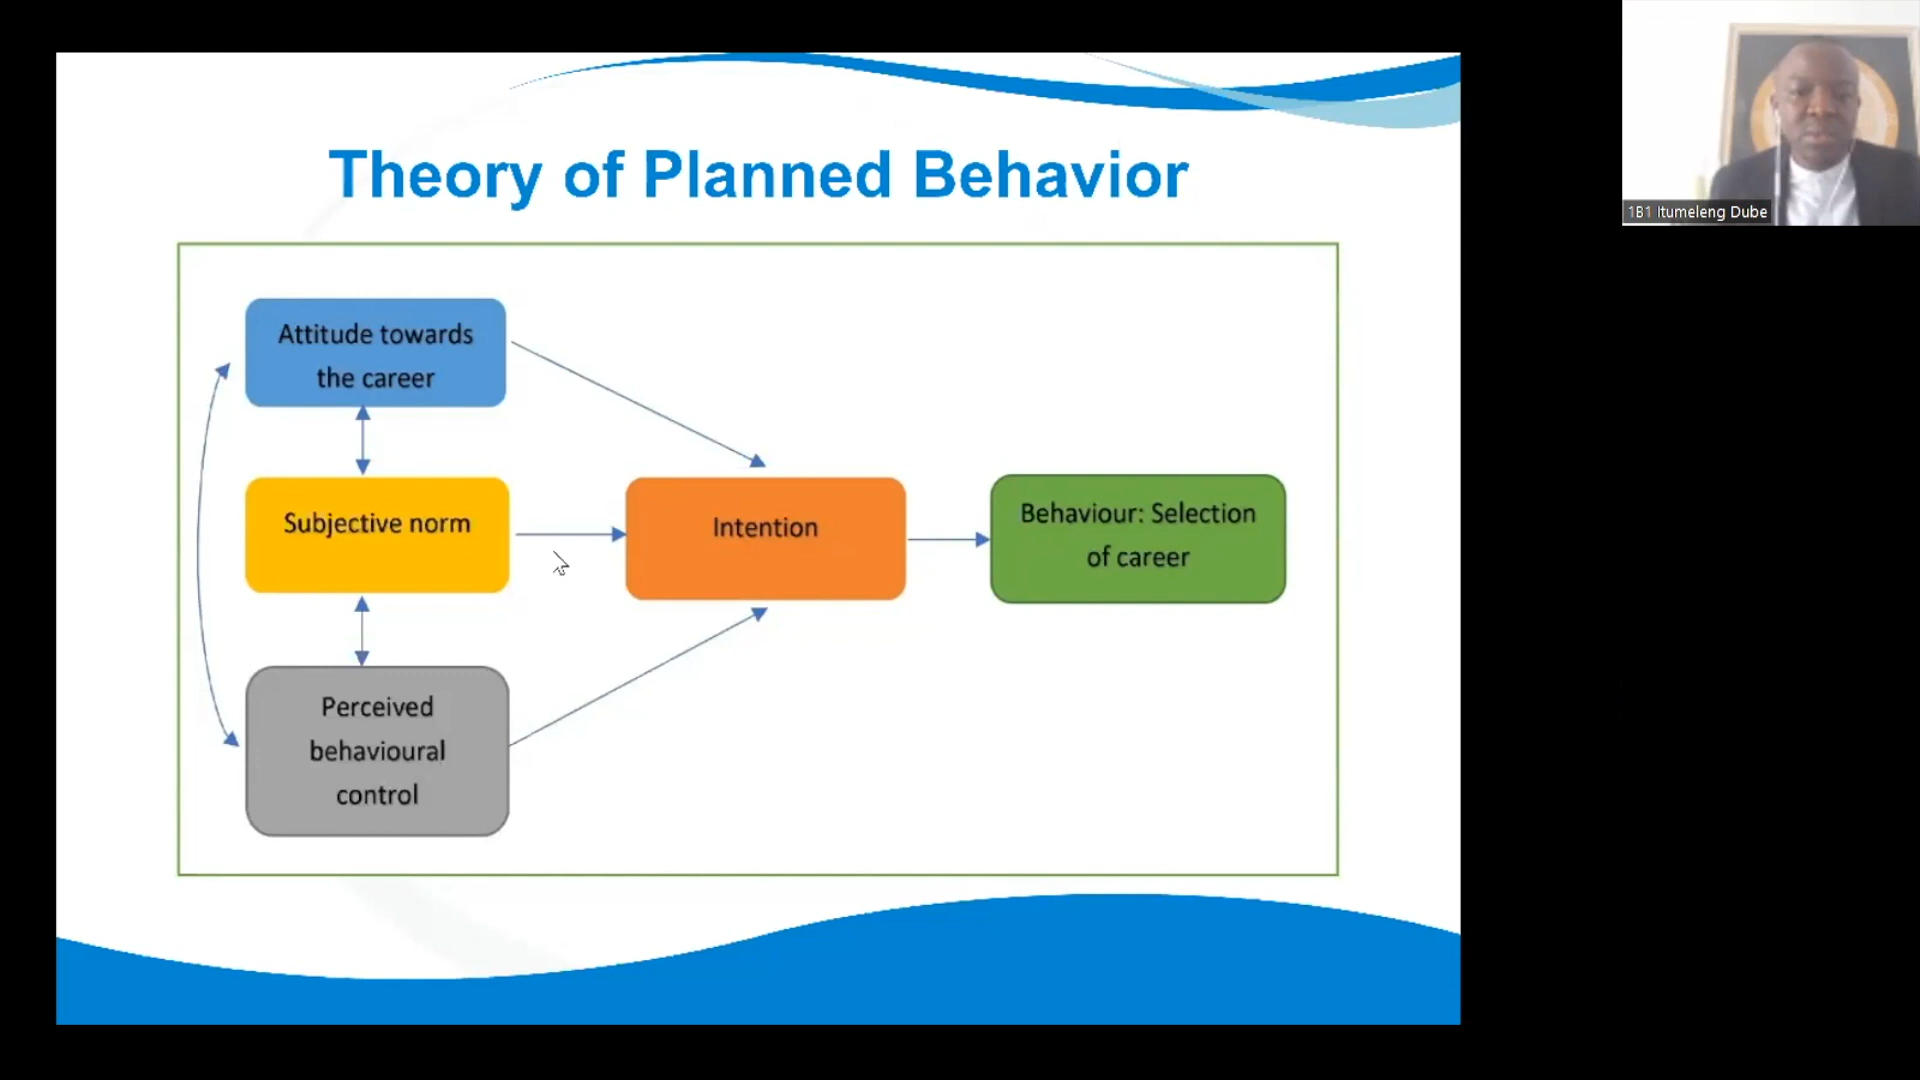 Theory of Planned Behavior
1B1 Itumeleng Dube
Attitude towards
the career
Subjective norm
Intention
Behaviour: Selection
of career
Perceived
behavioural
control